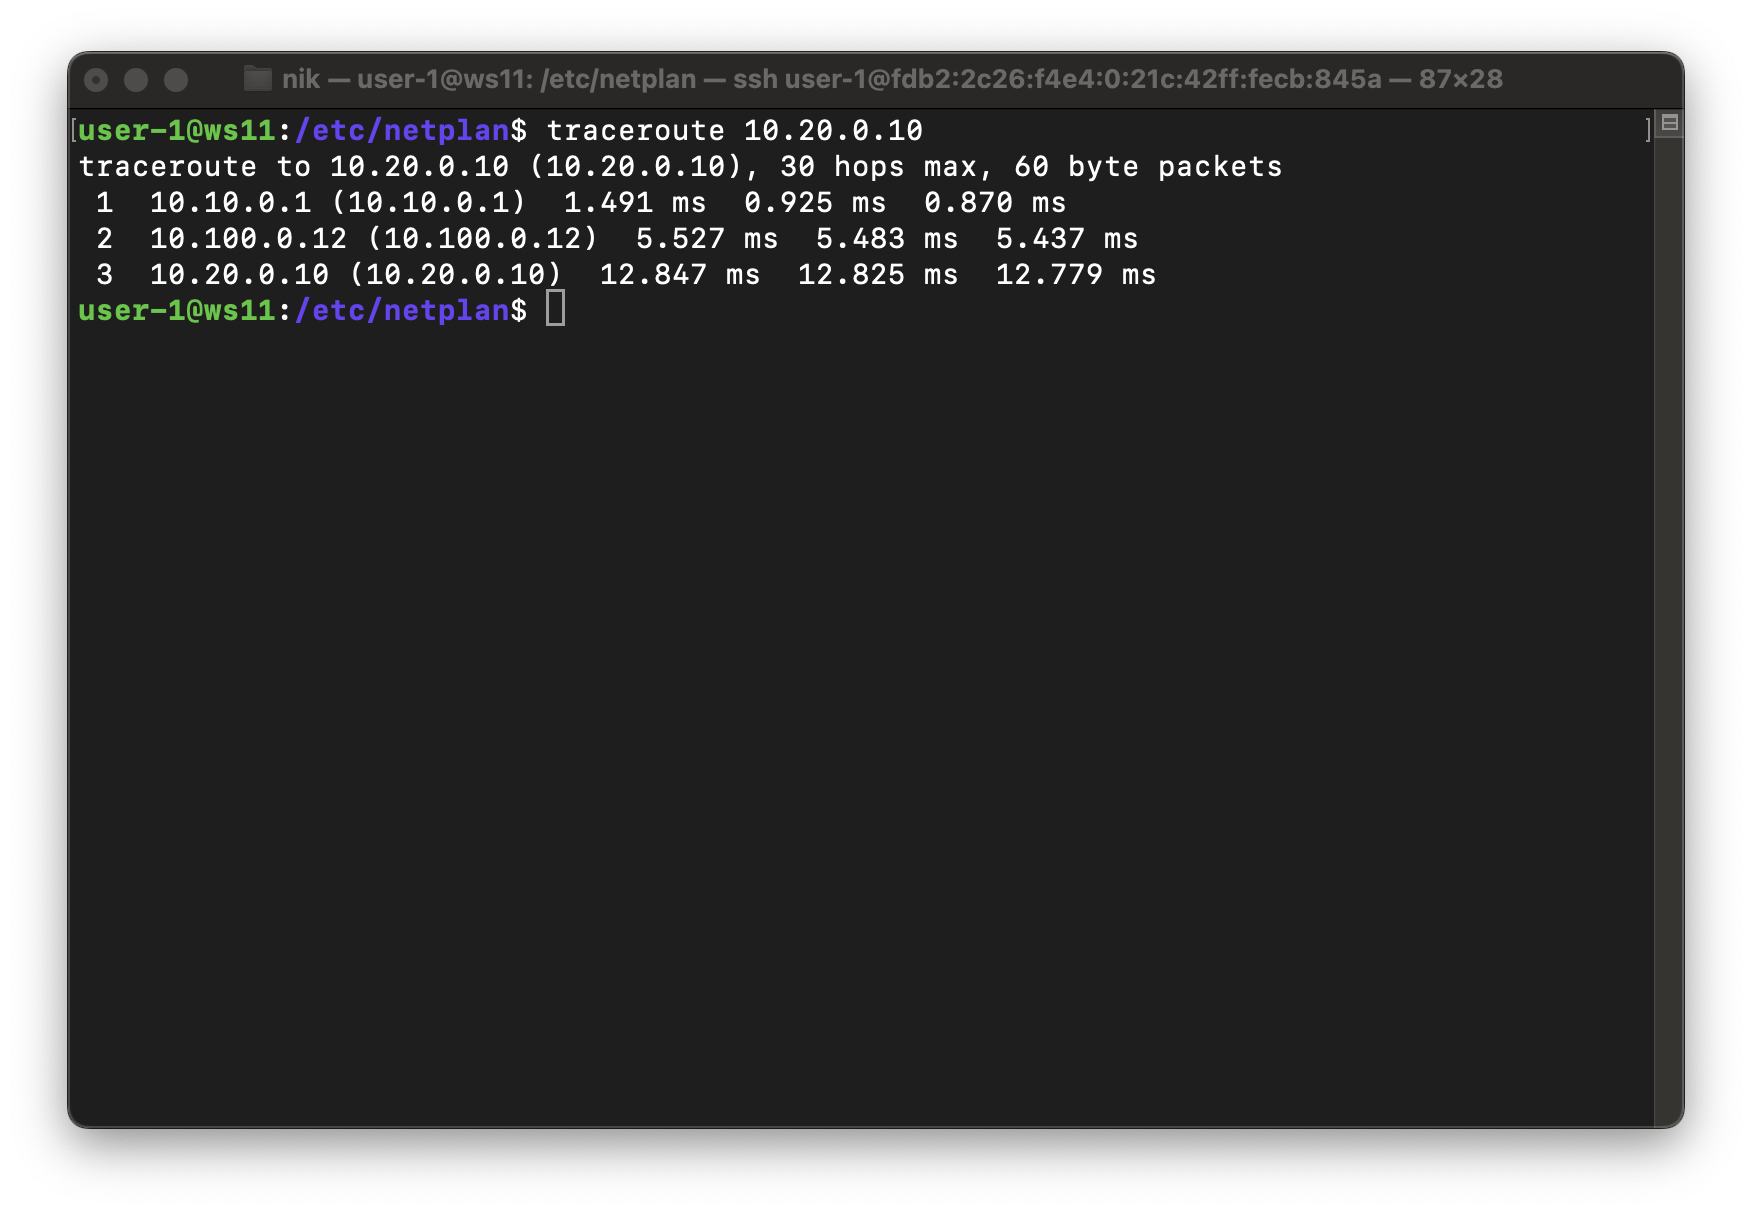 nik — user-1@ws11: /etc/netplan — ssh user-1@fdb2:2c26:f4e4:0:21c:42ff:fecb:845a — 87×28
[user-1@ws11:/etc/netplan$ traceroute 10.20.0.10 ]
traceroute to 10.20.0.10 (10.20.0.10), 30 hops max, 60 byte packets
 1  10.10.0.1 (10.10.0.1)  1.491 ms  0.925 ms  0.870 ms
 2  10.100.0.12 (10.100.0.12)  5.527 ms  5.483 ms  5.437 ms
 3  10.20.0.10 (10.20.0.10)  12.847 ms  12.825 ms  12.779 ms
user-1@ws11:/etc/netplan$